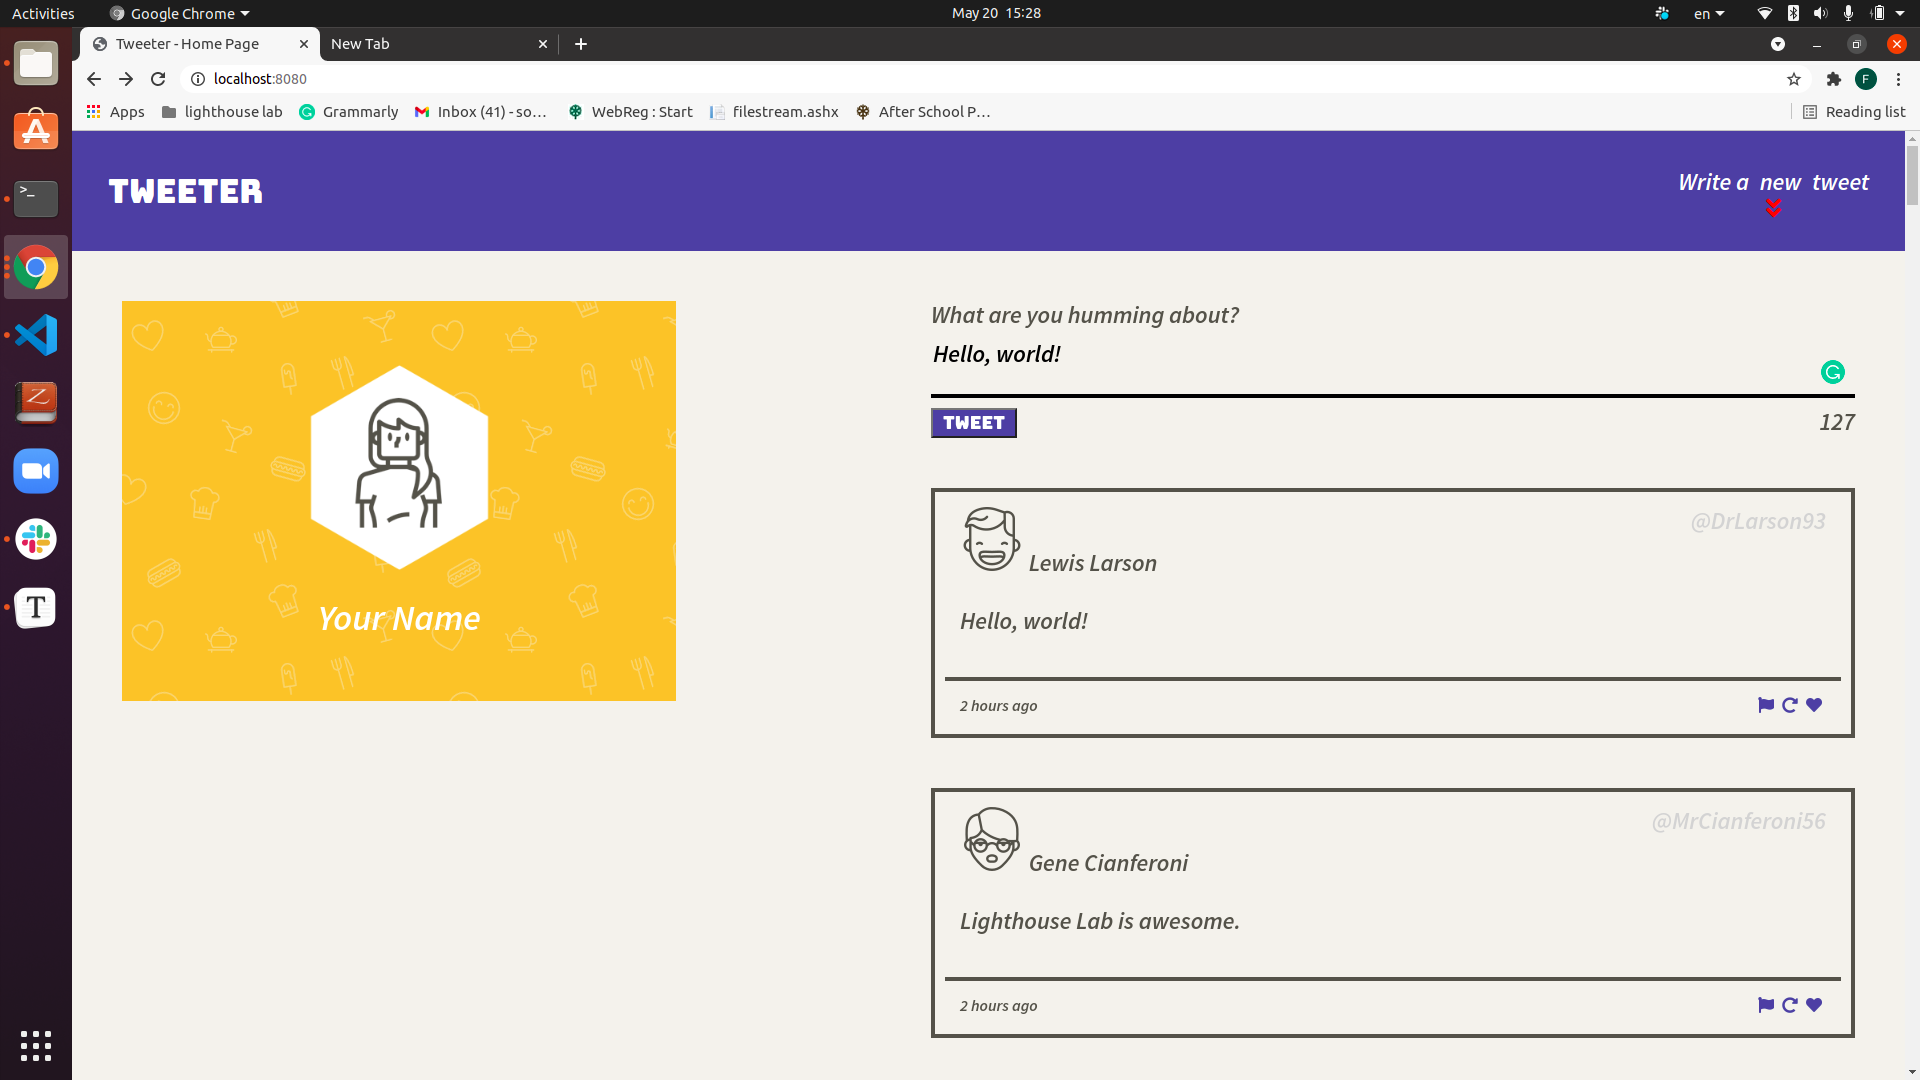 Activities
Google Chrome
May 20 15:28
en
Tweeter - Home Page
New Tab
localhost:8080
F
Apps
lighthouse lab
Grammarly
Inbox (41) - so...
WebReg : Start
filestream.ashx
After School P...
Reading list
TWEETER
Write a new tweet
What are you humming about?
Hello, world!
TWEET
127
Your Name
@DrLarson93
Lewis Larson
Hello, world!
2 hours ago
@MrCianferoni56
Gene Cianferoni
Lighthouse Lab is awesome.
2 hours ago